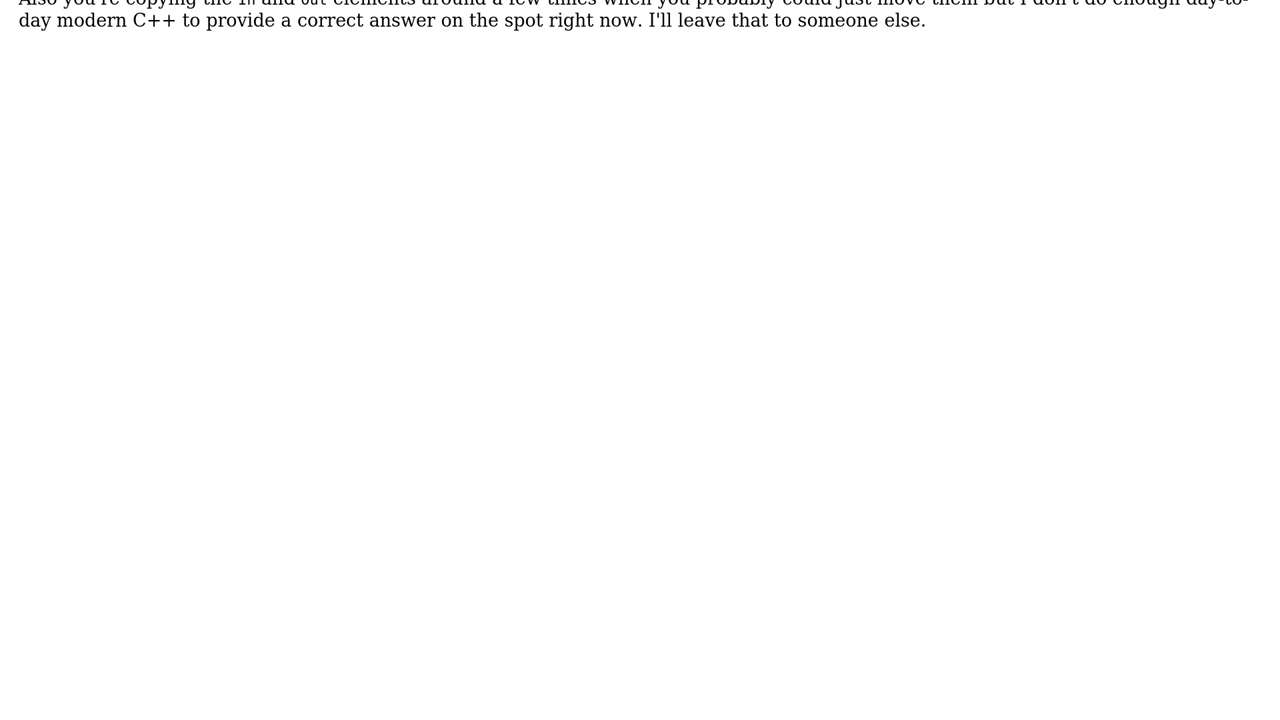 Also you're copying the In and Out elements around a few times when you probably could just move them but I don't do enough day-to-
day modern C++ to provide a correct answer on the spot right now. I'll leave that to someone else.